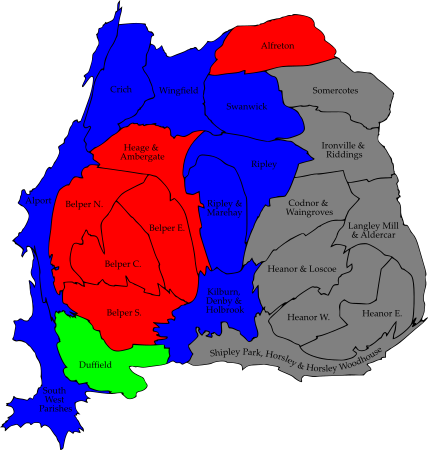 Alfreton
Crich
Wingfield
Somercotes
Swanwick
Heage &
Ambergate
Ironville &
Riddings
Ripley
Alport
Belper N.
Ripley &
Marehay
Codnor &
Waingroves
Belper E.
Langley Mill
& Aldercar
Belper C.
Heanor & Loscoe
Kilburn,
Denby &
Holbrook
Belper S.
Heanor W.
Heanor E.
Shipley Park, Horsley & Horsley Woodhouse
Duffield
South
West
Parishes